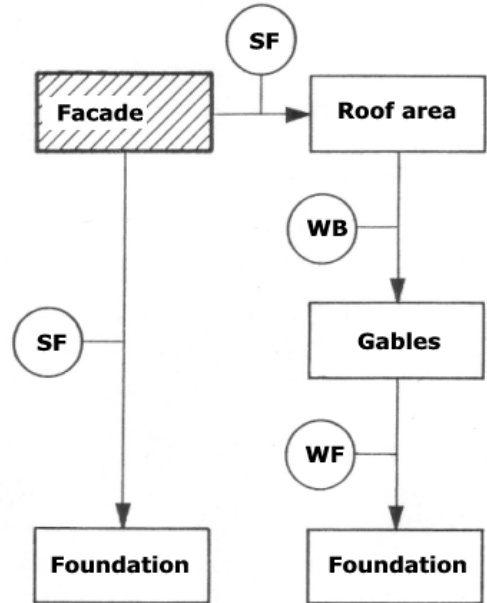 SF
Facade
Roof area
WB
SF
Gables
WF
Foundation
Foundation